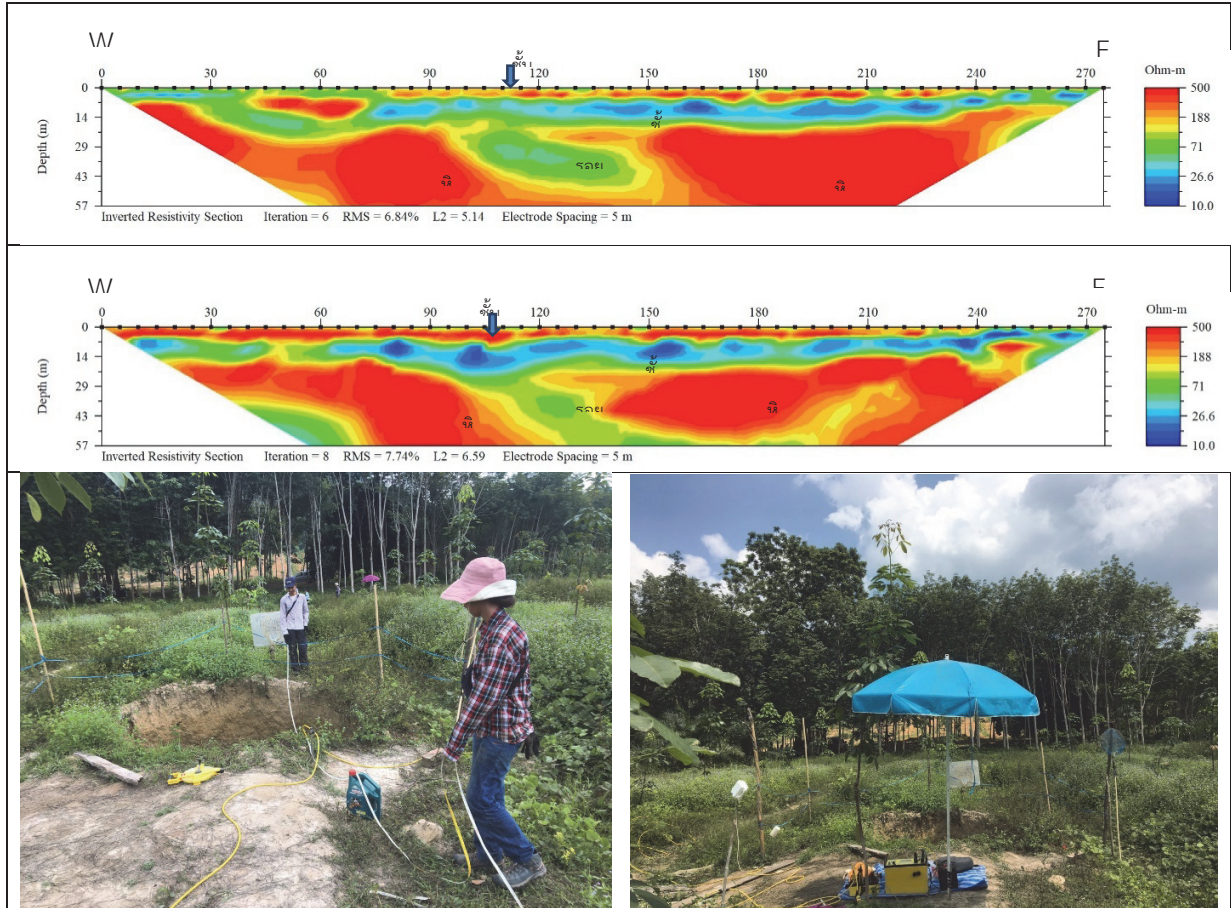 W
0 30 60 90 120 150 180 210 240 270
Ohm-m
Depth (m)
0
14
29
43
57
500
188
71
26.6
10.0
Inverted Resistivity Section Iteration = 6 RMS = 6.84% L2 = 5.14 Electrode Spacing = 5 m
W
0 30 60 90 120 150 180 210 240 270
Ohm-m
Depth (m)
0
14
29
43
57
500
188
71
26.6
10.0
Inverted Resistivity Section Iteration = 8 RMS = 7.74% L2 = 6.59 Electrode Spacing = 5 m